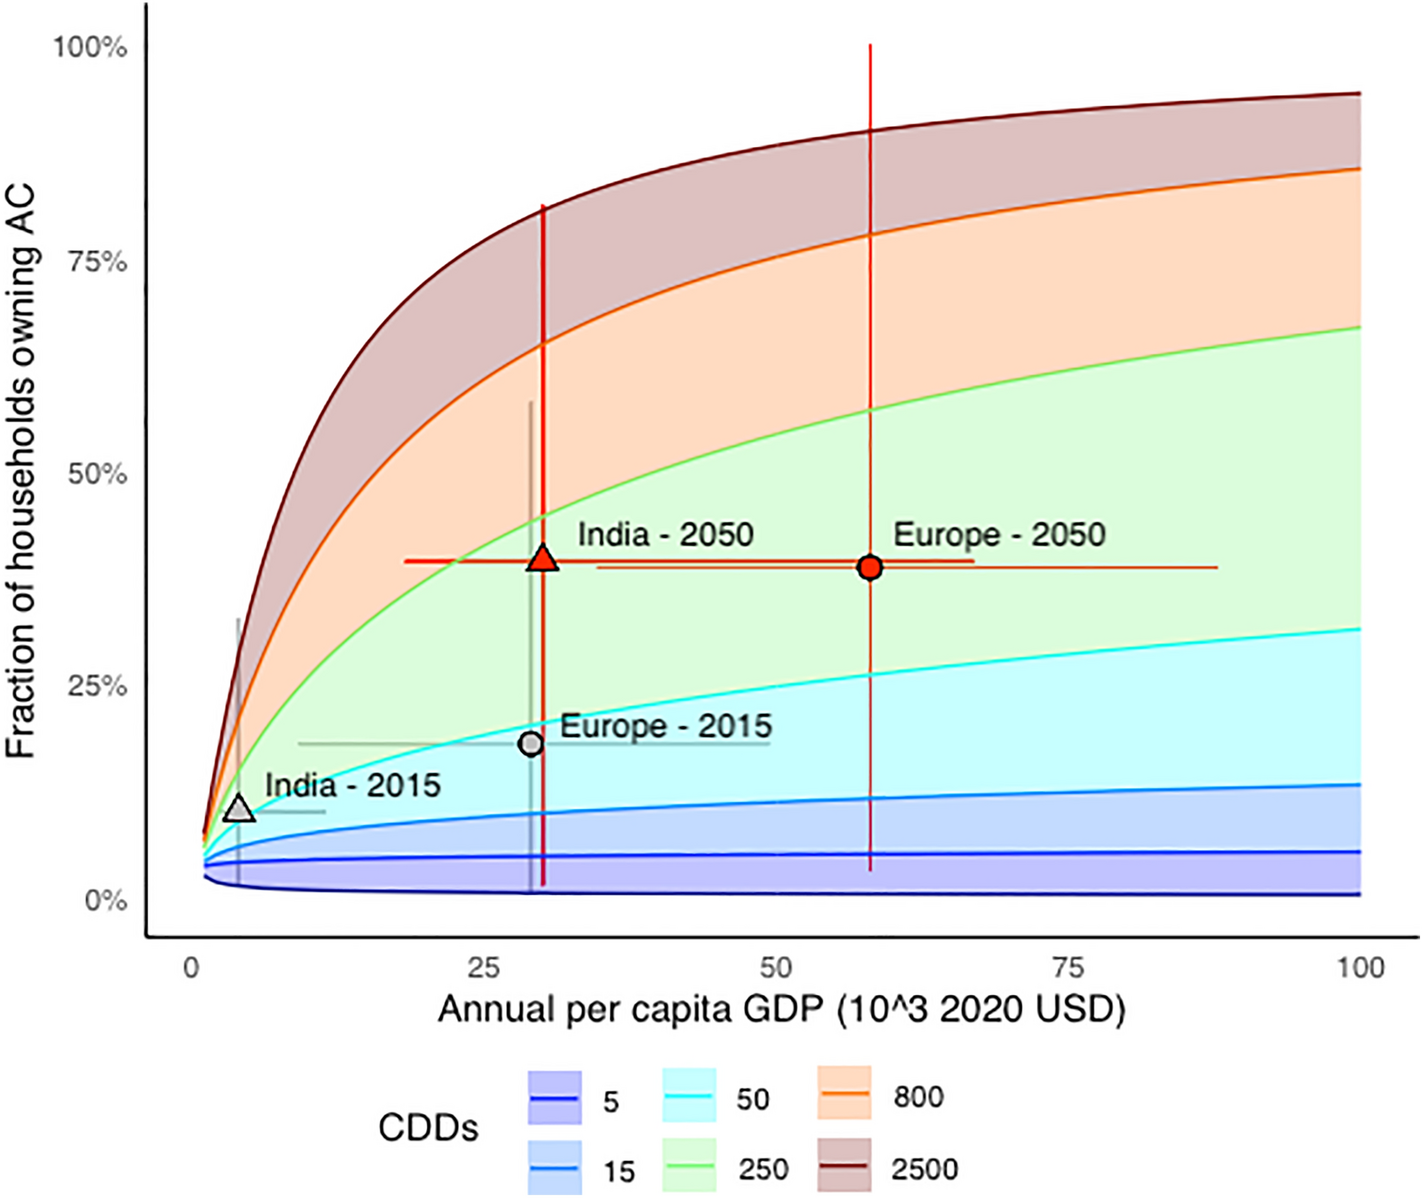 100%
75%
50%
25%
0%
Fraction of households owning AC
India - 2050
Europe - 2050
Europe - 2015
India - 2015
0 25 50 75 100
Annual per capita GDP (10^3 2020 USD)
CDDs
5 50 800
15 250 2500